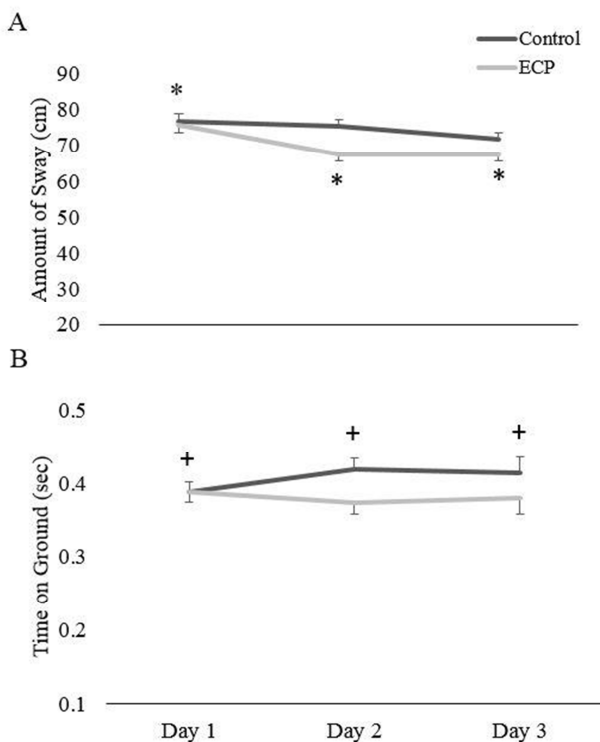 A
Control
ECP
Amount of Sway (cm)
90
80
70
60
50
40
30
20
*
*
*
B
Time on Ground (sec)
0.5
0.4
0.3
0.2
0.1
+
+
+
Day 1
Day 2
Day 3